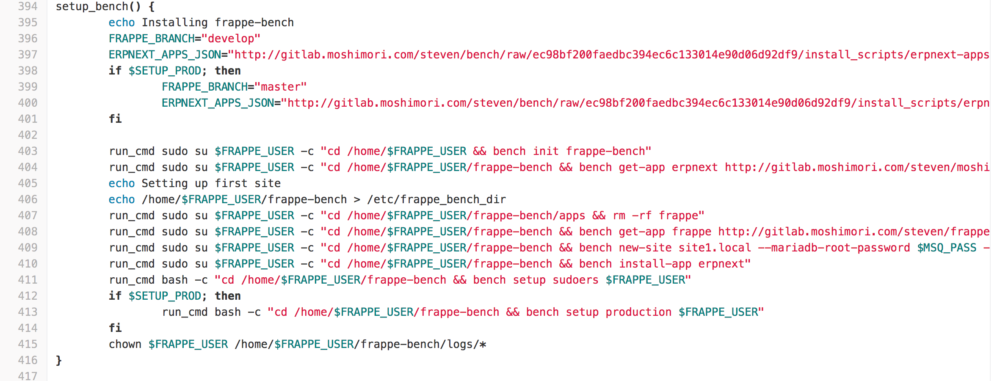 394 setup_bench() {
395 echo Installing frappe-bench
396 FRAPPE_BRANCH="develop"
397 ERPNEXT_APPS_JSON="http://gitlab.moshimori.com/steven/bench/raw/ec98bf200faedbc394ec6c133014e90d06d92df9/install_scripts/erpnext-apps
398 if $SETUP_PROD; then
399 FRAPPE_BRANCH="master"
400 ERPNEXT_APPS_JSON="http://gitlab.moshimori.com/steven/bench/raw/ec98bf200faedbc394ec6c133014e90d06d92df9/install_scripts/erpn
401 fi
402
403 run_cmd sudo su $FRAPPE_USER -c "cd /home/$FRAPPE_USER && bench init frappe-bench"
404 run_cmd sudo su $FRAPPE_USER -c "cd /home/$FRAPPE_USER/frappe-bench && bench get-app erpnext http://gitlab.moshimori.com/steven/moshi
405 echo Setting up first site
406 echo /home/$FRAPPE_USER/frappe-bench > /etc/frappe_bench_dir
407 run_cmd sudo su $FRAPPE_USER -c "cd /home/$FRAPPE_USER/frappe-bench/apps && rm -rf frappe"
408 run_cmd sudo su $FRAPPE_USER -c "cd /home/$FRAPPE_USER/frappe-bench && bench get-app frappe http://gitlab.moshimori.com/steven/frappe
409 run_cmd sudo su $FRAPPE_USER -c "cd /home/$FRAPPE_USER/frappe-bench && bench new-site site1.local --mariadb-root-password $MSQ_PASS -
410 run_cmd sudo su $FRAPPE_USER -c "cd /home/$FRAPPE_USER/frappe-bench && bench install-app erpnext"
411 run_cmd bash -c "cd /home/$FRAPPE_USER/frappe-bench && bench setup sudoers $FRAPPE_USER"
412 if $SETUP_PROD; then
413 run_cmd bash -c "cd /home/$FRAPPE_USER/frappe-bench && bench setup production $FRAPPE_USER"
414 fi
415 chown $FRAPPE_USER /home/$FRAPPE_USER/frappe-bench/logs/*
416 }
417